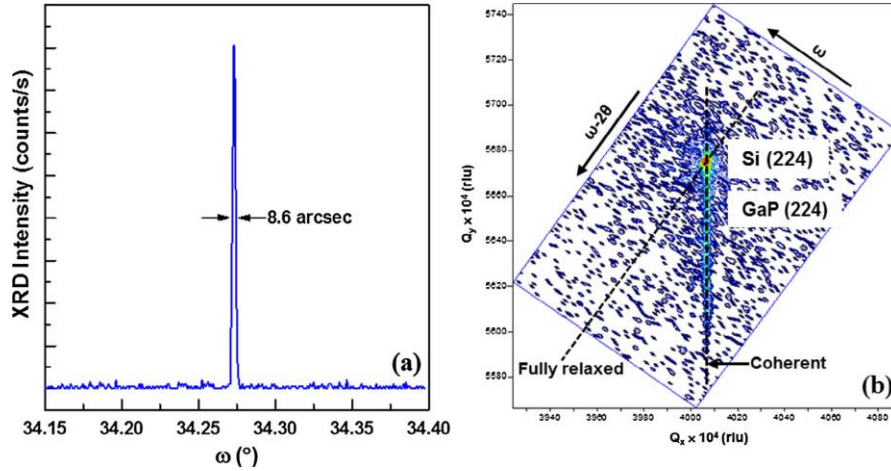 XRD Intensity (counts/s)
8.6 arcsec
(a)
34.15 34.20 34.25 34.30 34.35 34.40
ω (°)
5740
5720
5700
5680
5660
5640
5620
5600
5580
Qy × 10⁴ (rlu)
ω
ω-2θ
Si (224)
GaP (224)
Fully relaxed
Coherent
(b)
3940 3960 3980 4000 4020 4040 4060 4080
Qx × 10⁴ (rlu)